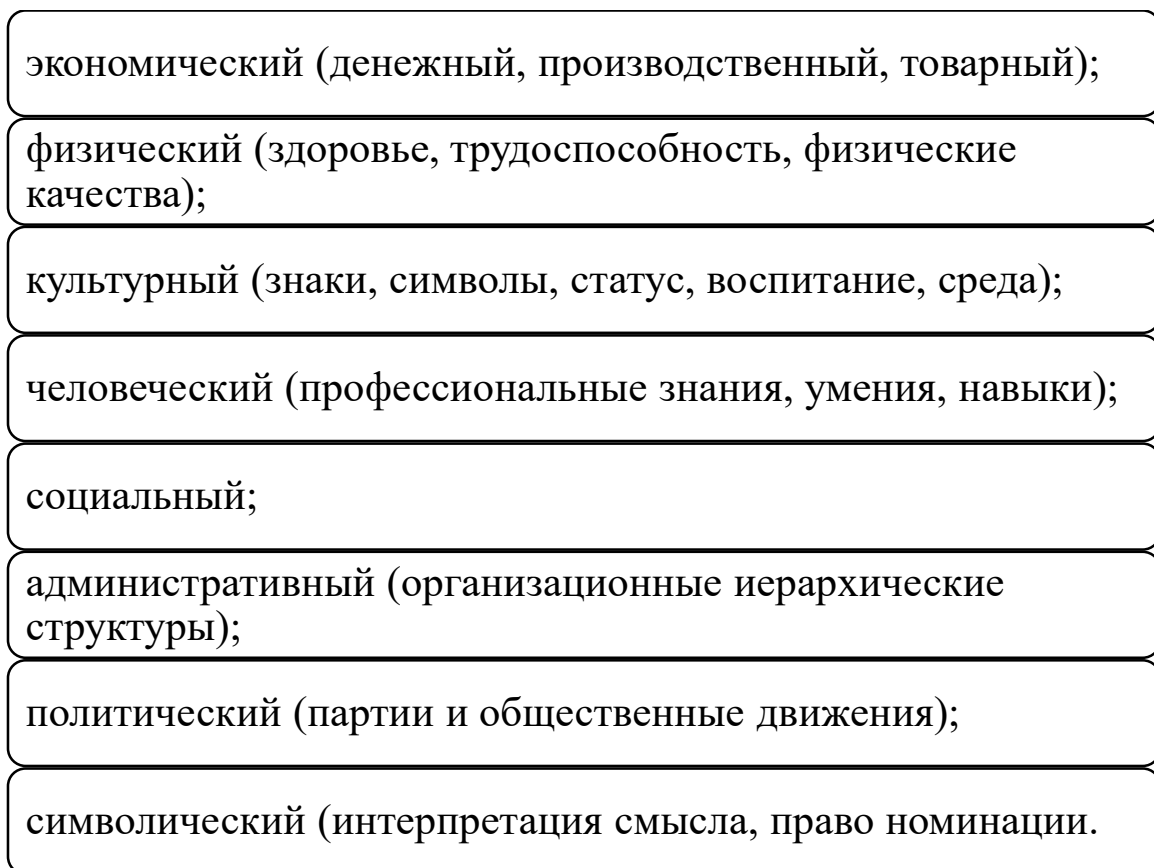 экономический (денежный, производственный, товарный);
физический (здоровье, трудоспособность, физические
качества);
культурный (знаки, символы, статус, воспитание, среда);
человеческий (профессиональные знания, умения, навыки);
социальный;
административный (организационные иерархические
структуры);
политический (партии и общественные движения);
символический (интерпретация смысла, право номинации.